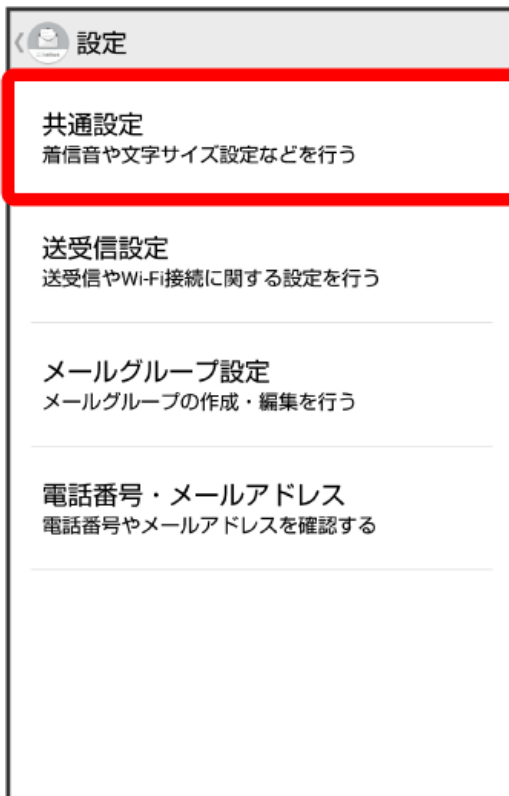 設定
共通設定
着信音や文字サイズ設定などを行う
送受信設定
送受信やWi-Fi接続に関する設定を行う
メールグループ設定
メールグループの作成・編集を行う
電話番号・メールアドレス
電話番号やメールアドレスを確認する